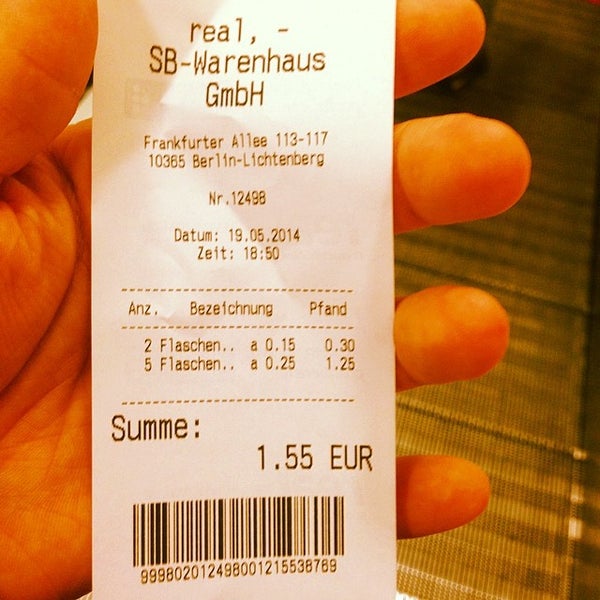 real, -
SB-Warenhaus
GmbH
Frankfurter Allee 113-117
10365 Berlin-Lichtenberg
Nr.12498
Datum: 19.05.2014
Zeit: 18:50
Anz. Bezeichnung Pfand
2 Flaschen.. a 0.15 0.30
5 Flaschen.. a 0.25 1.25
Summe:
1.55 EUR
999802012498001215538769